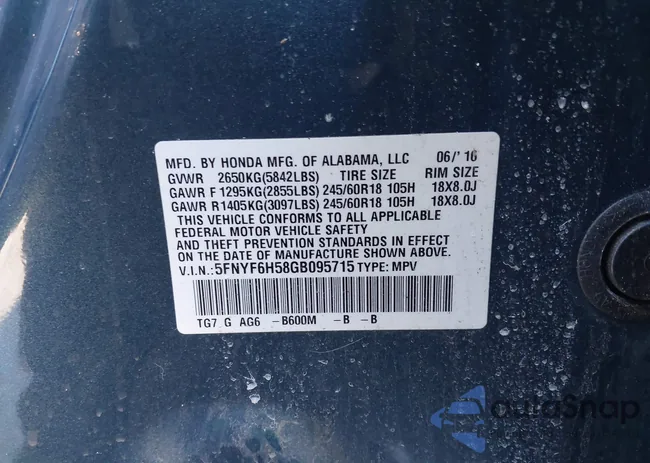 MFD. BY HONDA MFG. OF ALABAMA, LLC 06/'16
GVWR 2650KG(5842LBS) TIRE SIZE RIM SIZE
GAWR F 1295KG(2855LBS) 245/60R18 105H 18X8.0J
GAWR R1405KG(3097LBS) 245/60R18 105H 18X8.0J
THIS VEHICLE CONFORMS TO ALL APPLICABLE
FEDERAL MOTOR VEHICLE SAFETY
AND THEFT PREVENTION STANDARDS IN EFFECT
ON THE DATE OF MANUFACTURE SHOWN ABOVE.
V.I.N.:5FNYF6H58GB095715 TYPE: MPV
TG7 G AG6 -B600M -B -B
AutoSnap